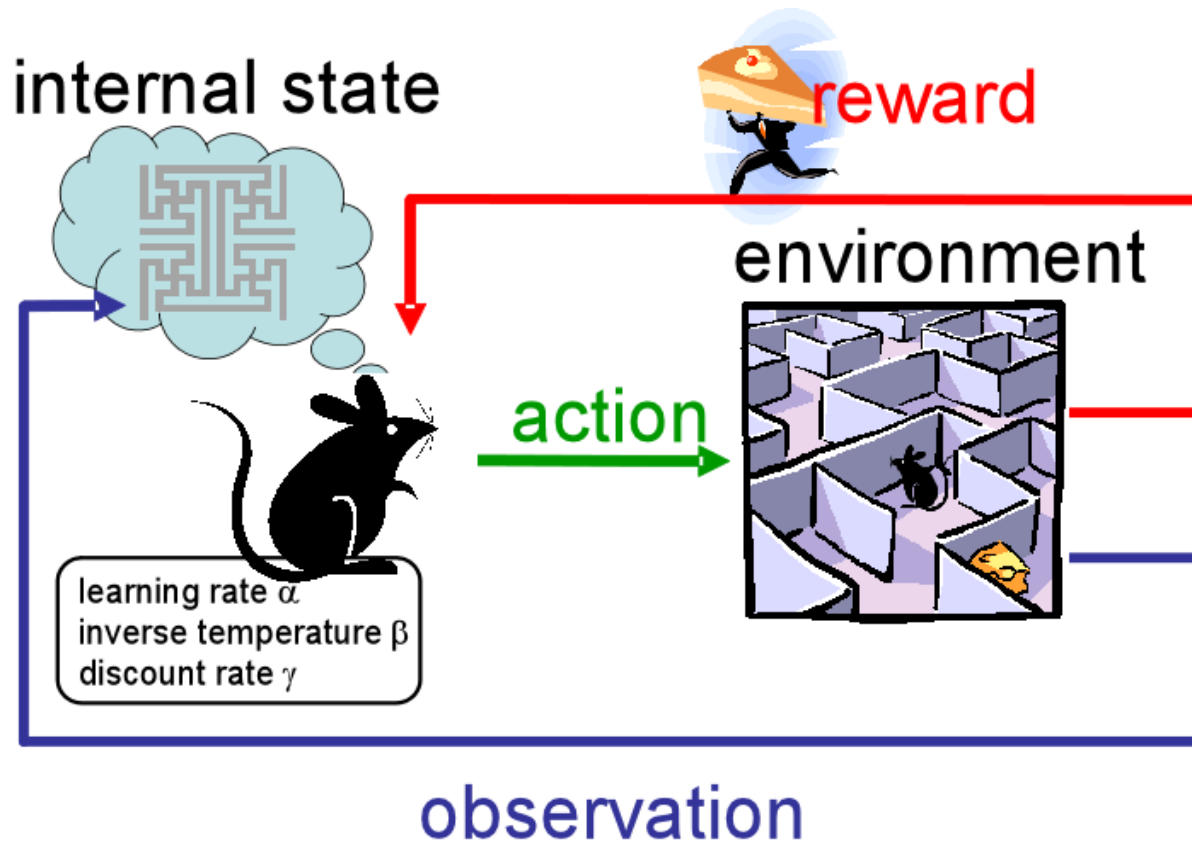 internal state
reward
environment
action
learning rate α
inverse temperature β
discount rate γ
observation